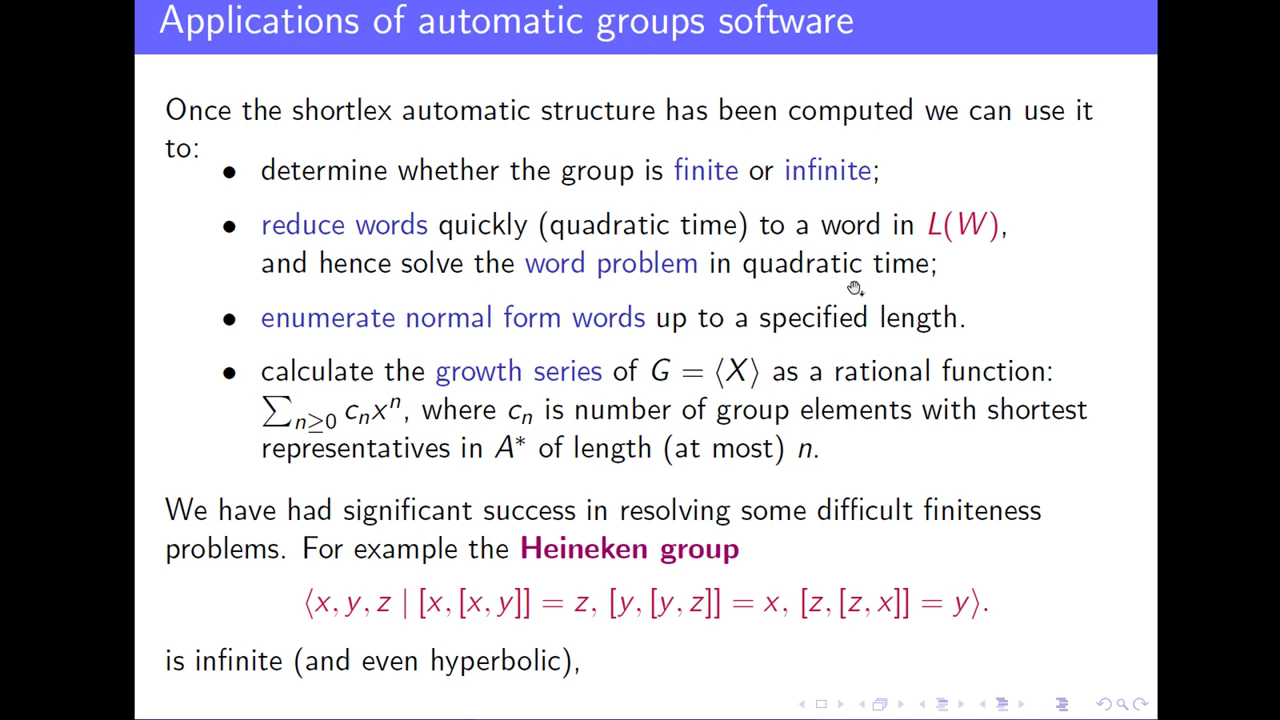 Applications of automatic groups software
Once the shortlex automatic structure has been computed we can use it
to:
• determine whether the group is finite or infinite;
• reduce words quickly (quadratic time) to a word in L(W),
and hence solve the word problem in quadratic time;
• enumerate normal form words up to a specified length.
• calculate the growth series of G = ⟨X⟩ as a rational function:
∑ₙ≥₀ cₙxⁿ, where cₙ is number of group elements with shortest
representatives in A* of length (at most) n.
We have had significant success in resolving some difficult finiteness
problems. For example the Heineken group
⟨x, y, z | [x, [x, y]] = z, [y, [y, z]] = x, [z, [z, x]] = y⟩.
is infinite (and even hyperbolic),